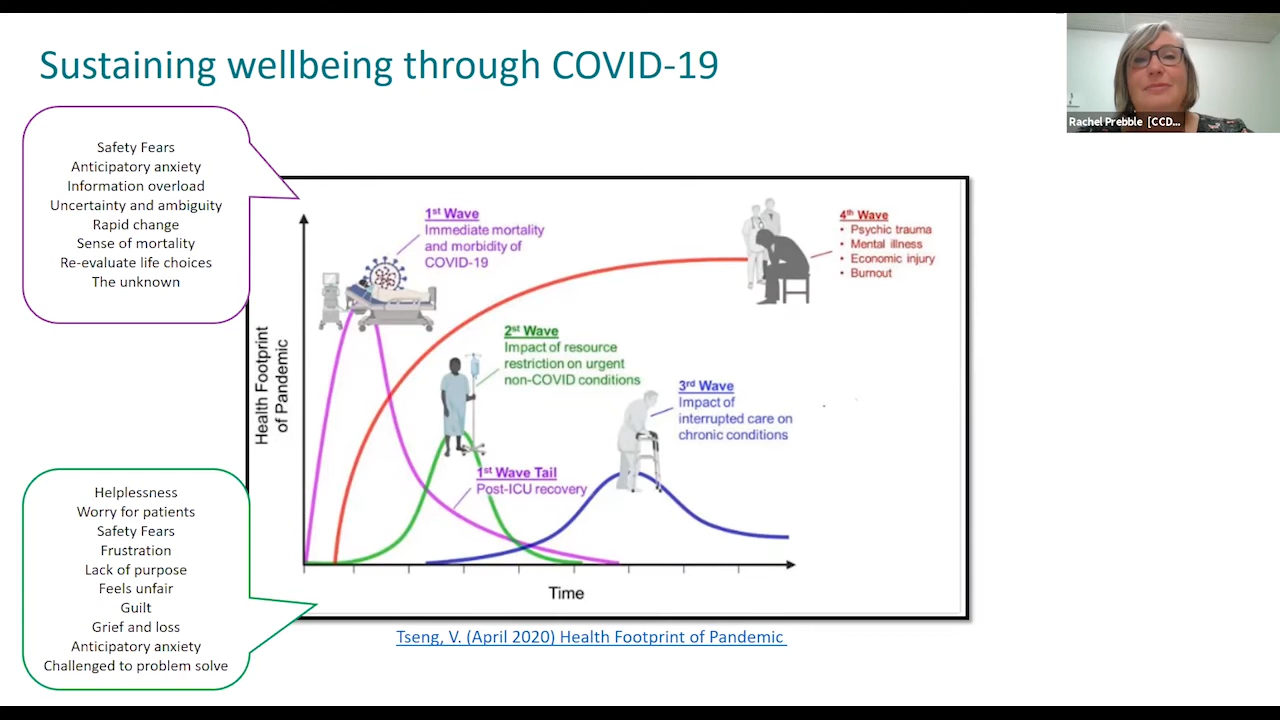 Sustaining wellbeing through COVID-19
Rachel Prebble [CCD...
Safety Fears
Anticipatory anxiety
Information overload
Uncertainty and ambiguity
Rapid change
Sense of mortality
Re-evaluate life choices
The unknown
1st Wave
Immediate mortality
and morbidity of
COVID-19
4th Wave
• Psychic trauma
• Mental illness
• Economic injury
• Burnout
2st Wave
Impact of resource
restriction on urgent
non-COVID conditions
3rd Wave
Impact of
interrupted care on
chronic conditions
1st Wave Tail
Post-ICU recovery
Health Footprint
of Pandemic
Time
Helplessness
Worry for patients
Safety Fears
Frustration
Lack of purpose
Feels unfair
Guilt
Grief and loss
Anticipatory anxiety
Challenged to problem solve
Tseng, V. (April 2020) Health Footprint of Pandemic